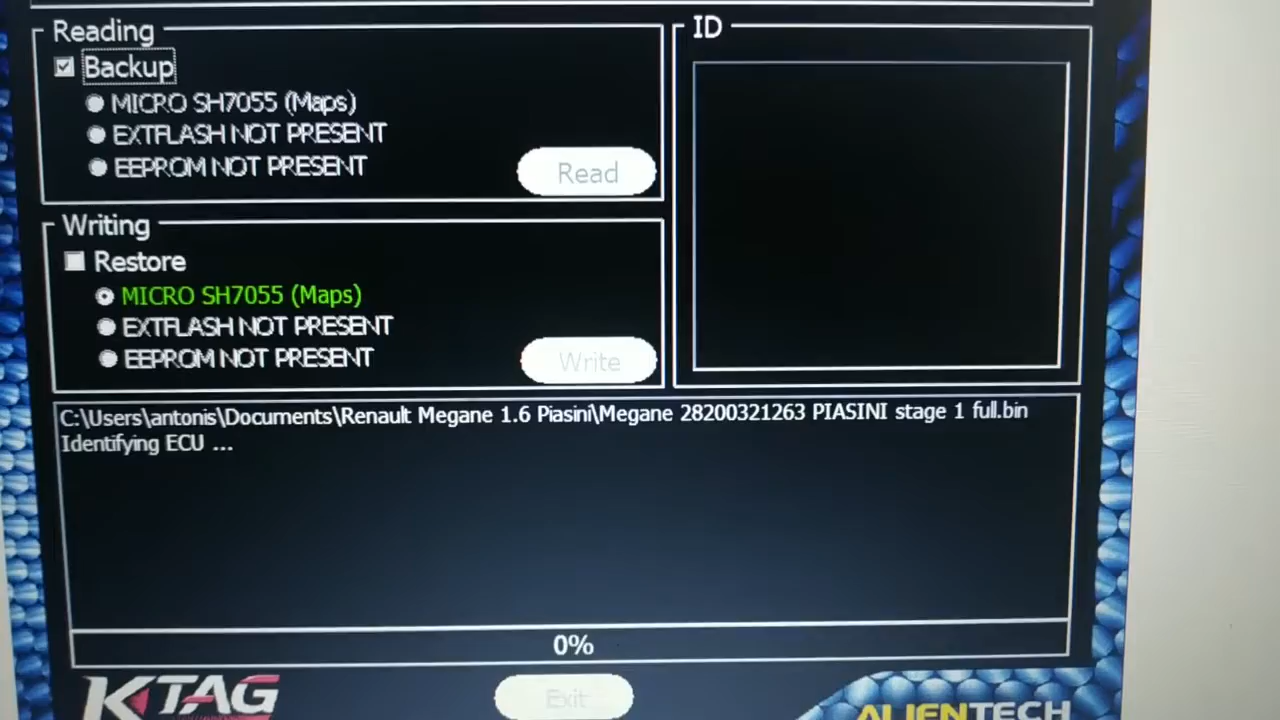 Reading
ID
Backup
MICRO SH7055 (Maps)
EXTFLASH NOT PRESENT
EEPROM NOT PRESENT
Read
Writing
Restore
MICRO SH7055 (Maps)
EXTFLASH NOT PRESENT
EEPROM NOT PRESENT
Write
C:\Users\antonis\Documents\Renault Megane 1.6 Piasini\Megane 28200321263 PIASINI stage 1 full.bin
Identifying ECU ...
0%
KTAG
Exit
ALIENTECH